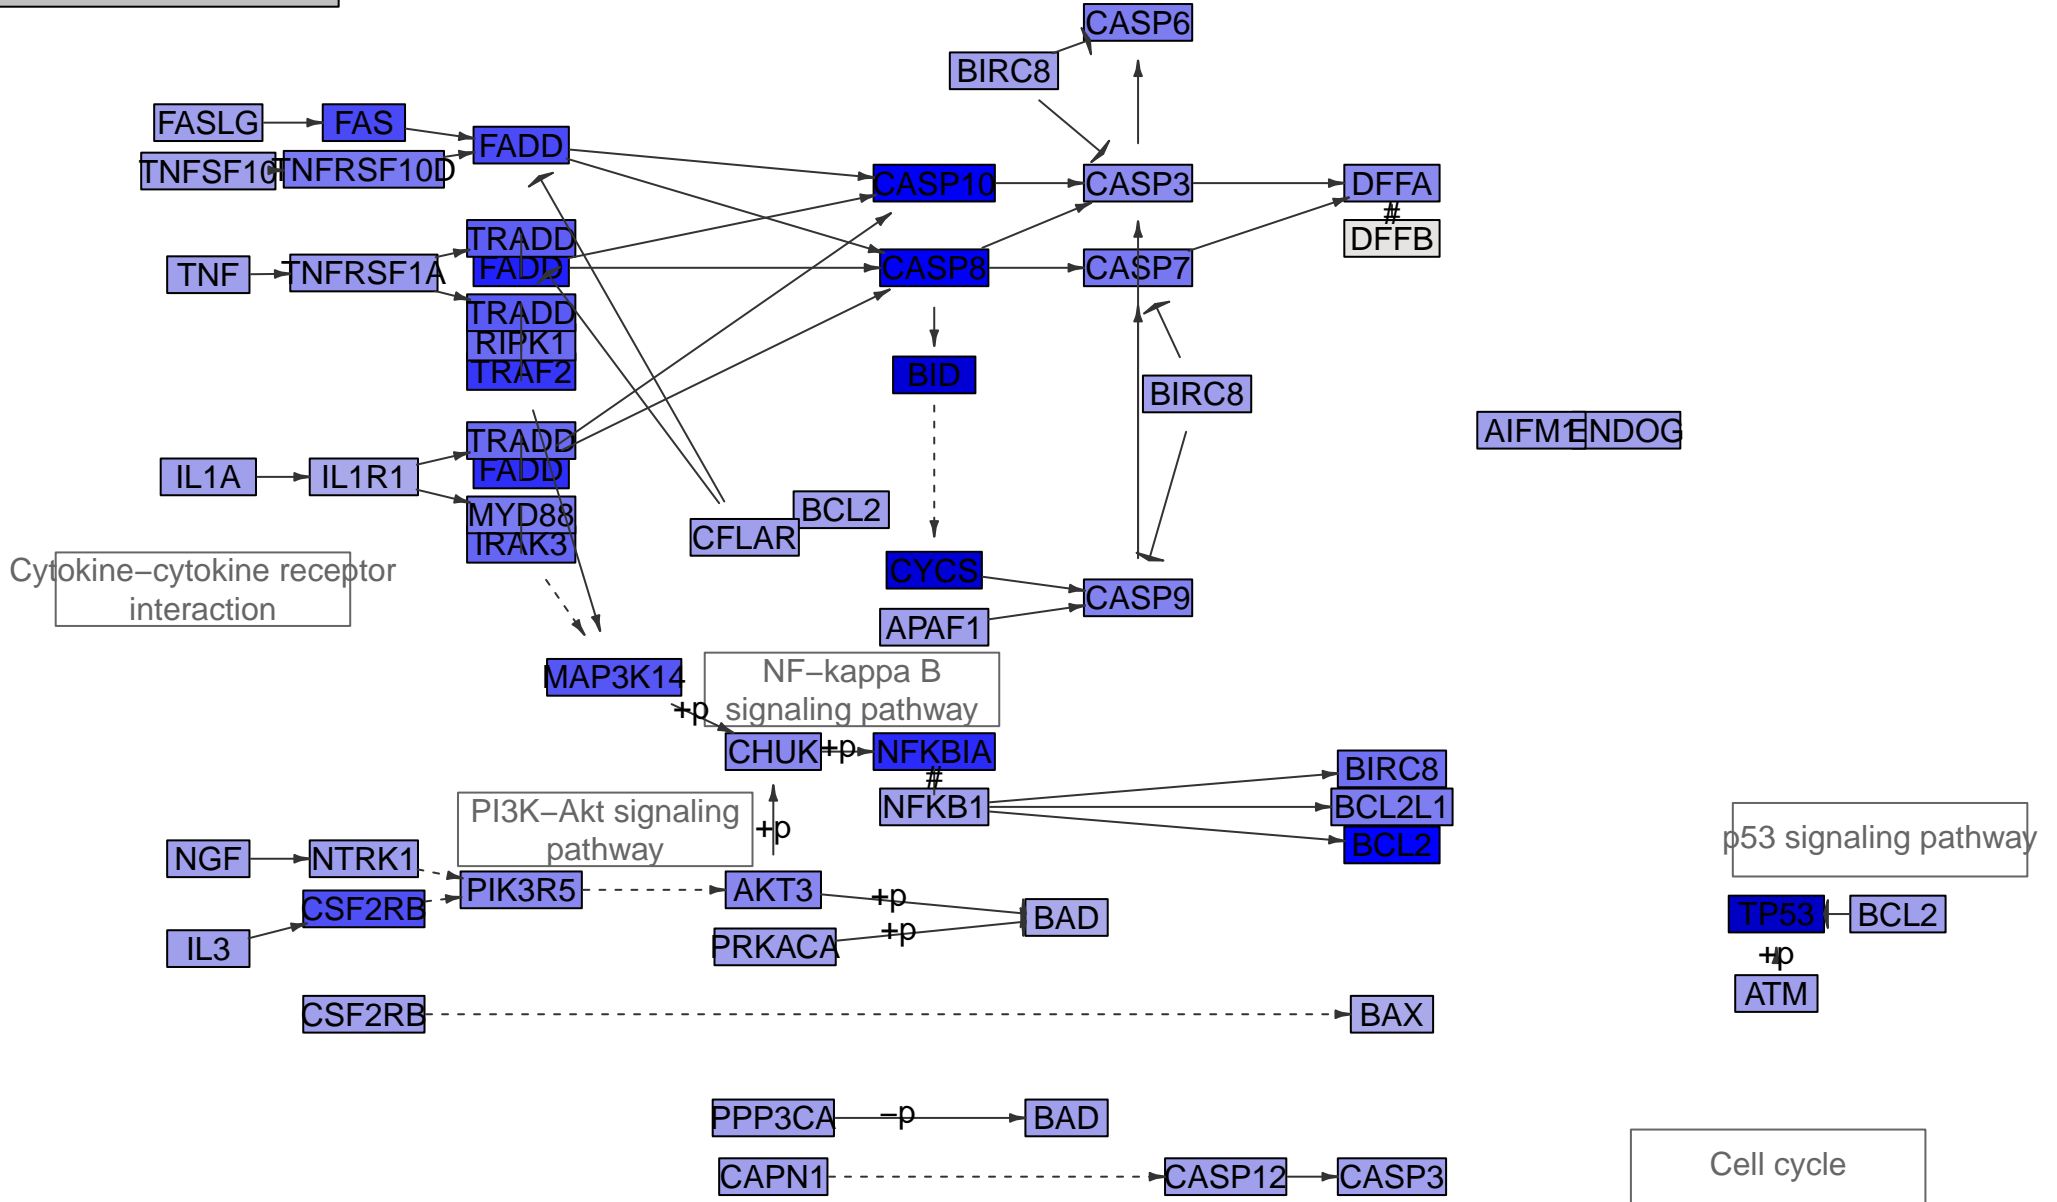 CASP6
BIRC8
FASLG
FAS
FADD
TNFSF10
TNFRSF10D
CASP10
CASP3
DFFA
#
DFFB
TRADD
FADD
TNF
TNFRSF1A
CASP8
CASP7
TRADD
RIPK1
TRAF2
BID
BIRC8
AIFM1
ENDOG
TRADD
FADD
IL1A
IL1R1
MYD88
IRAK3
BCL2
CFLAR
CYCS
CASP9
APAF1
Cytokine–cytokine receptor
interaction
MAP3K14
NF–kappa B
signaling pathway
+p
CHUK
+p
NFKBIA
#
NFKB1
BIRC8
BCL2L1
BCL2
PI3K–Akt signaling
pathway
+p
p53 signaling pathway
NGF
NTRK1
CSF2RB
PIK3R5
AKT3
+p
BAD
TP53
BCL2
IL3
PRKACA
+p
+p
ATM
CSF2RB
BAX
PPP3CA
–p
BAD
CAPN1
CASP12
CASP3
Cell cycle